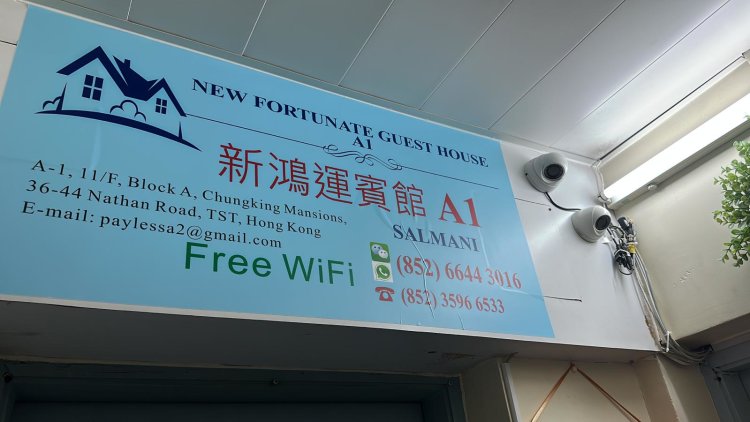 NEW FORTUNATE GUEST HOUSE
A1
新鴻運賓館 A1
A-1, 11/F, Block A, Chungking Mansions,
36-44 Nathan Road, TST, Hong Kong
E-mail: paylessa2@gmail.com
SALMANI
Free WiFi
(852) 6644 3016
(852) 3596 6533